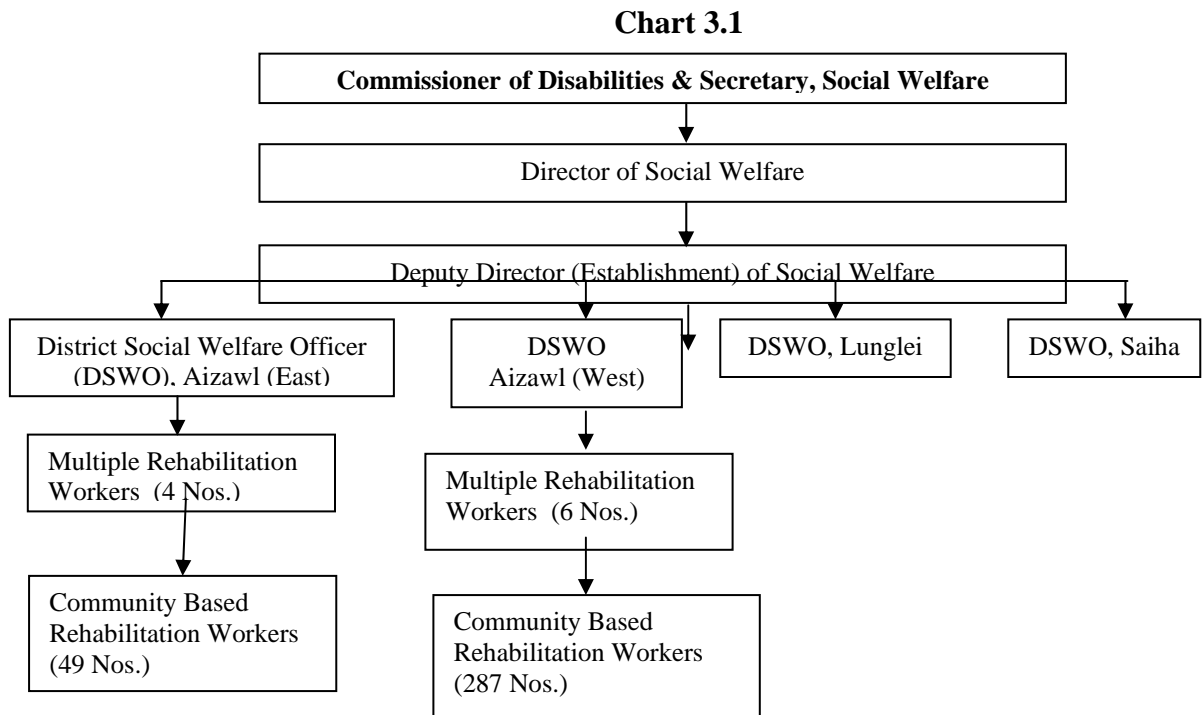 Chart 3.1
Commissioner of Disabilities & Secretary, Social Welfare
Director of Social Welfare
Deputy Director (Establishment) of Social Welfare
District Social Welfare Officer
(DSWO), Aizawl (East)
DSWO
Aizawl (West)
DSWO, Lunglei
DSWO, Saiha
Multiple Rehabilitation
Workers (4 Nos.)
Multiple Rehabilitation
Workers (6 Nos.)
Community Based
Rehabilitation Workers
(49 Nos.)
Community Based
Rehabilitation Workers
(287 Nos.)